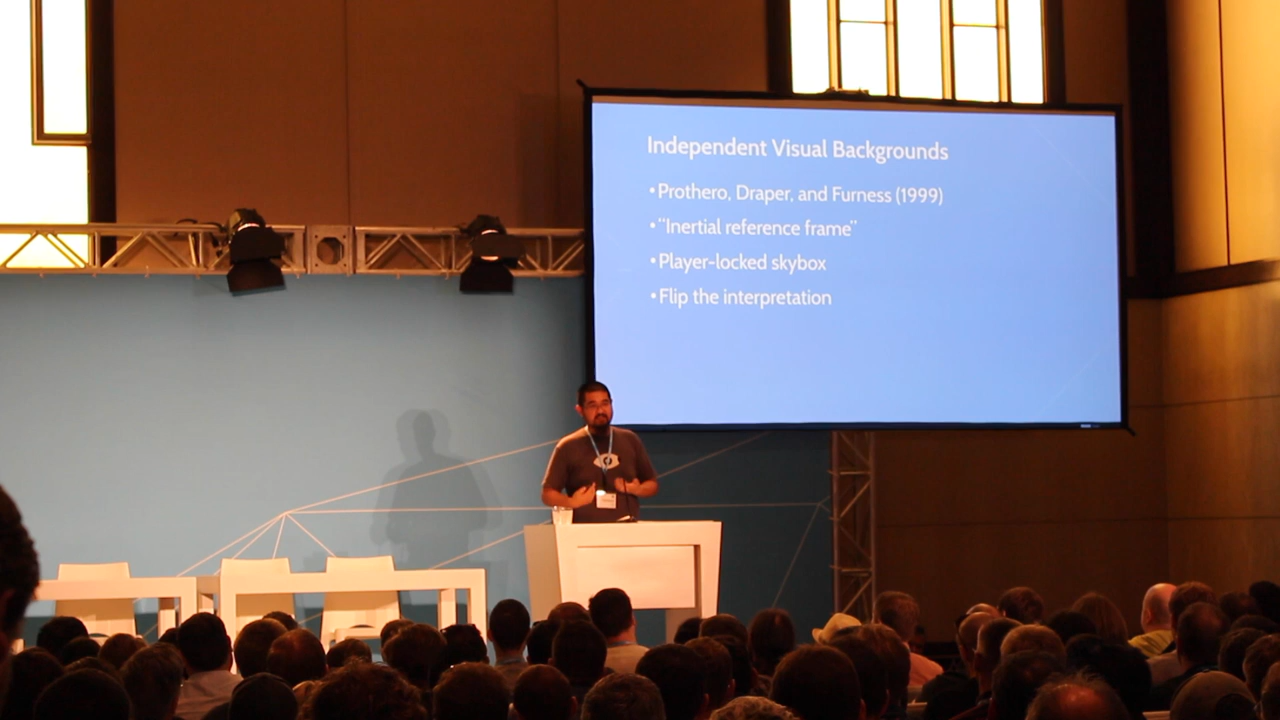 Independent Visual Backgrounds
•Prothero, Draper, and Furness (1999)
•"Inertial reference frame"
•Player-locked skybox
•Flip the interpretation